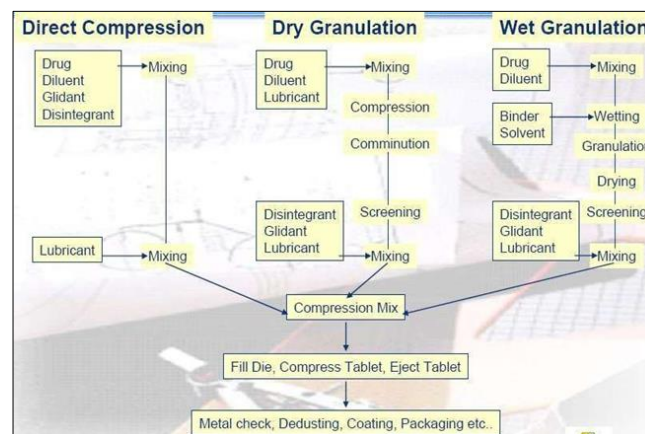 Direct Compression
Drug
Diluent
Glidant
Disintegrant
Mixing
Lubricant
Mixing
Dry Granulation
Drug
Diluent
Lubricant
Mixing
Compression
Comminution
Screening
Disintegrant
Glidant
Lubricant
Mixing
Wet Granulation
Drug
Diluent
Mixing
Binder
Solvent
Wetting
Granulation
Drying
Screening
Disintegrant
Glidant
Lubricant
Mixing
Compression Mix
Fill Die, Compress Tablet, Eject Tablet
Metal check, Dedusting, Coating, Packaging etc..